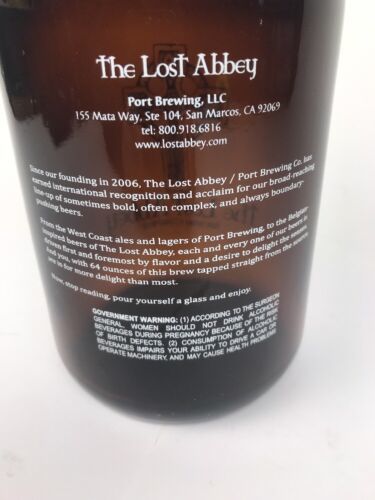 The Lost Abbey
Port Brewing, LLC
155 Mata Way, Ste 104, San Marcos, CA 92069
tel: 800.918.6816
www.lostabbey.com
Since our founding in 2006, The Lost Abbey / Port Brewing Co. has
earned international recognition and acclaim for our broad-reaching
line-up of sometimes bold, often complex, and always boundary-
pushing beers.
From the West Coast ales and lagers of Port Brewing, to the Belgian
inspired beers of The Lost Abbey, each and every one of our beers is
driven first and foremost by flavor and a desire to delight the senses.
And you, with 64 ounces of this brew tapped straight from the source,
are in for more delight than most.
Now, stop reading, pour yourself a glass and enjoy.
GOVERNMENT WARNING: (1) ACCORDING TO THE SURGEON
GENERAL, WOMEN SHOULD NOT DRINK ALCOHOLIC
BEVERAGES DURING PREGNANCY BECAUSE OF THE RISK
OF BIRTH DEFECTS. (2) CONSUMPTION OF ALCOHOLIC
BEVERAGES IMPAIRS YOUR ABILITY TO DRIVE A CAR OR
OPERATE MACHINERY, AND MAY CAUSE HEALTH PROBLEMS